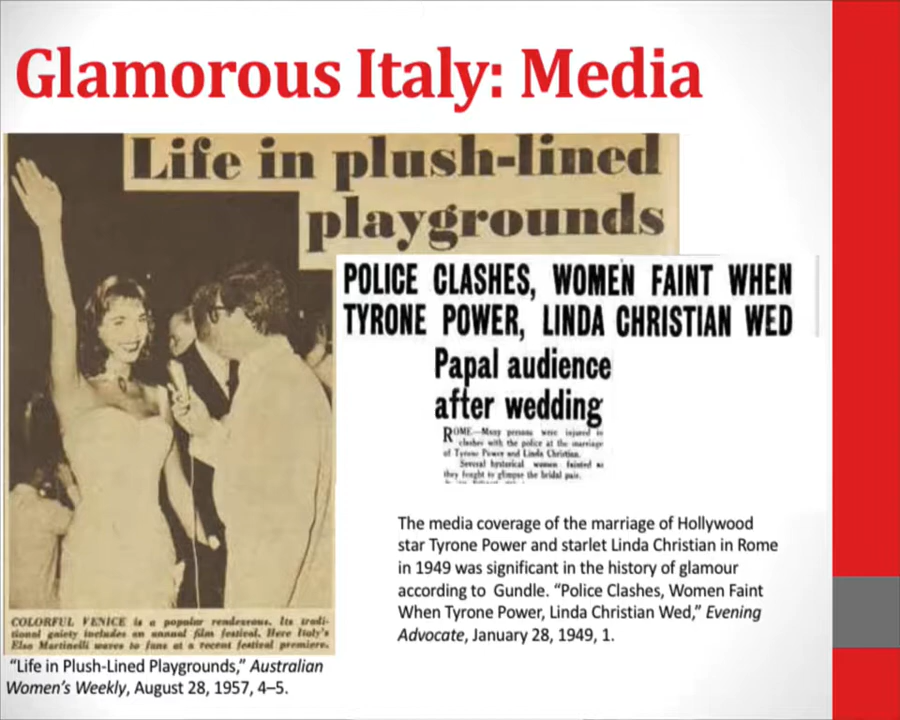 Glamorous Italy: Media
Life in plush-lined
playgrounds
POLICE CLASHES, WOMEN FAINT WHEN
TYRONE POWER, LINDA CHRISTIAN WED
Papal audience
after wedding
ROME—Many persons were injured in
clashes with the police at the marriage
of Tyrone Power and Linda Christian.
Several hysterical women fainted as
they fought to glimpse the bridal pair.
COLORFUL VENICE is a popular rendezvous. Its tradi-
tional gaiety includes an annual film festival. Here Italy's
Elsa Martinelli waves to fans at a recent festival premiere.
"Life in Plush-Lined Playgrounds," Australian
Women's Weekly, August 28, 1957, 4–5.
The media coverage of the marriage of Hollywood
star Tyrone Power and starlet Linda Christian in Rome
in 1949 was significant in the history of glamour
according to Gundle. "Police Clashes, Women Faint
When Tyrone Power, Linda Christian Wed," Evening
Advocate, January 28, 1949, 1.